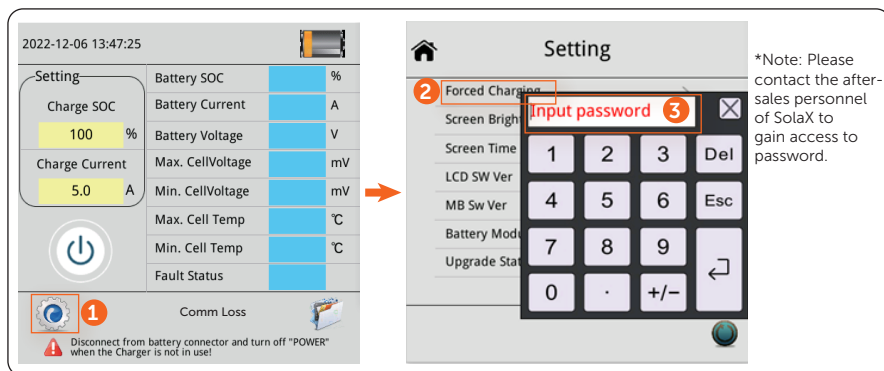 2022-12-06 13:47:25
Setting
Charge SOC
100 %
Charge Current
5.0 A
Battery SOC %
Battery Current A
Battery Voltage V
Max. CellVoltage mV
Min. CellVoltage mV
Max. Cell Temp ℃
Min. Cell Temp ℃
Fault Status
1
Comm Loss
Disconnect from battery connector and turn off "POWER"
when the Charger is not in use!
Setting
2
Forced Charging
Screen Bright
Screen Time
LCD SW Ver
MB Sw Ver
Battery Modu
Upgrade Stat
Input password 3
1 2 3 Del
4 5 6 Esc
7 8 9
0 . +/−
*Note: Please
contact the after-
sales personnel
of SolaX to
gain access to
password.